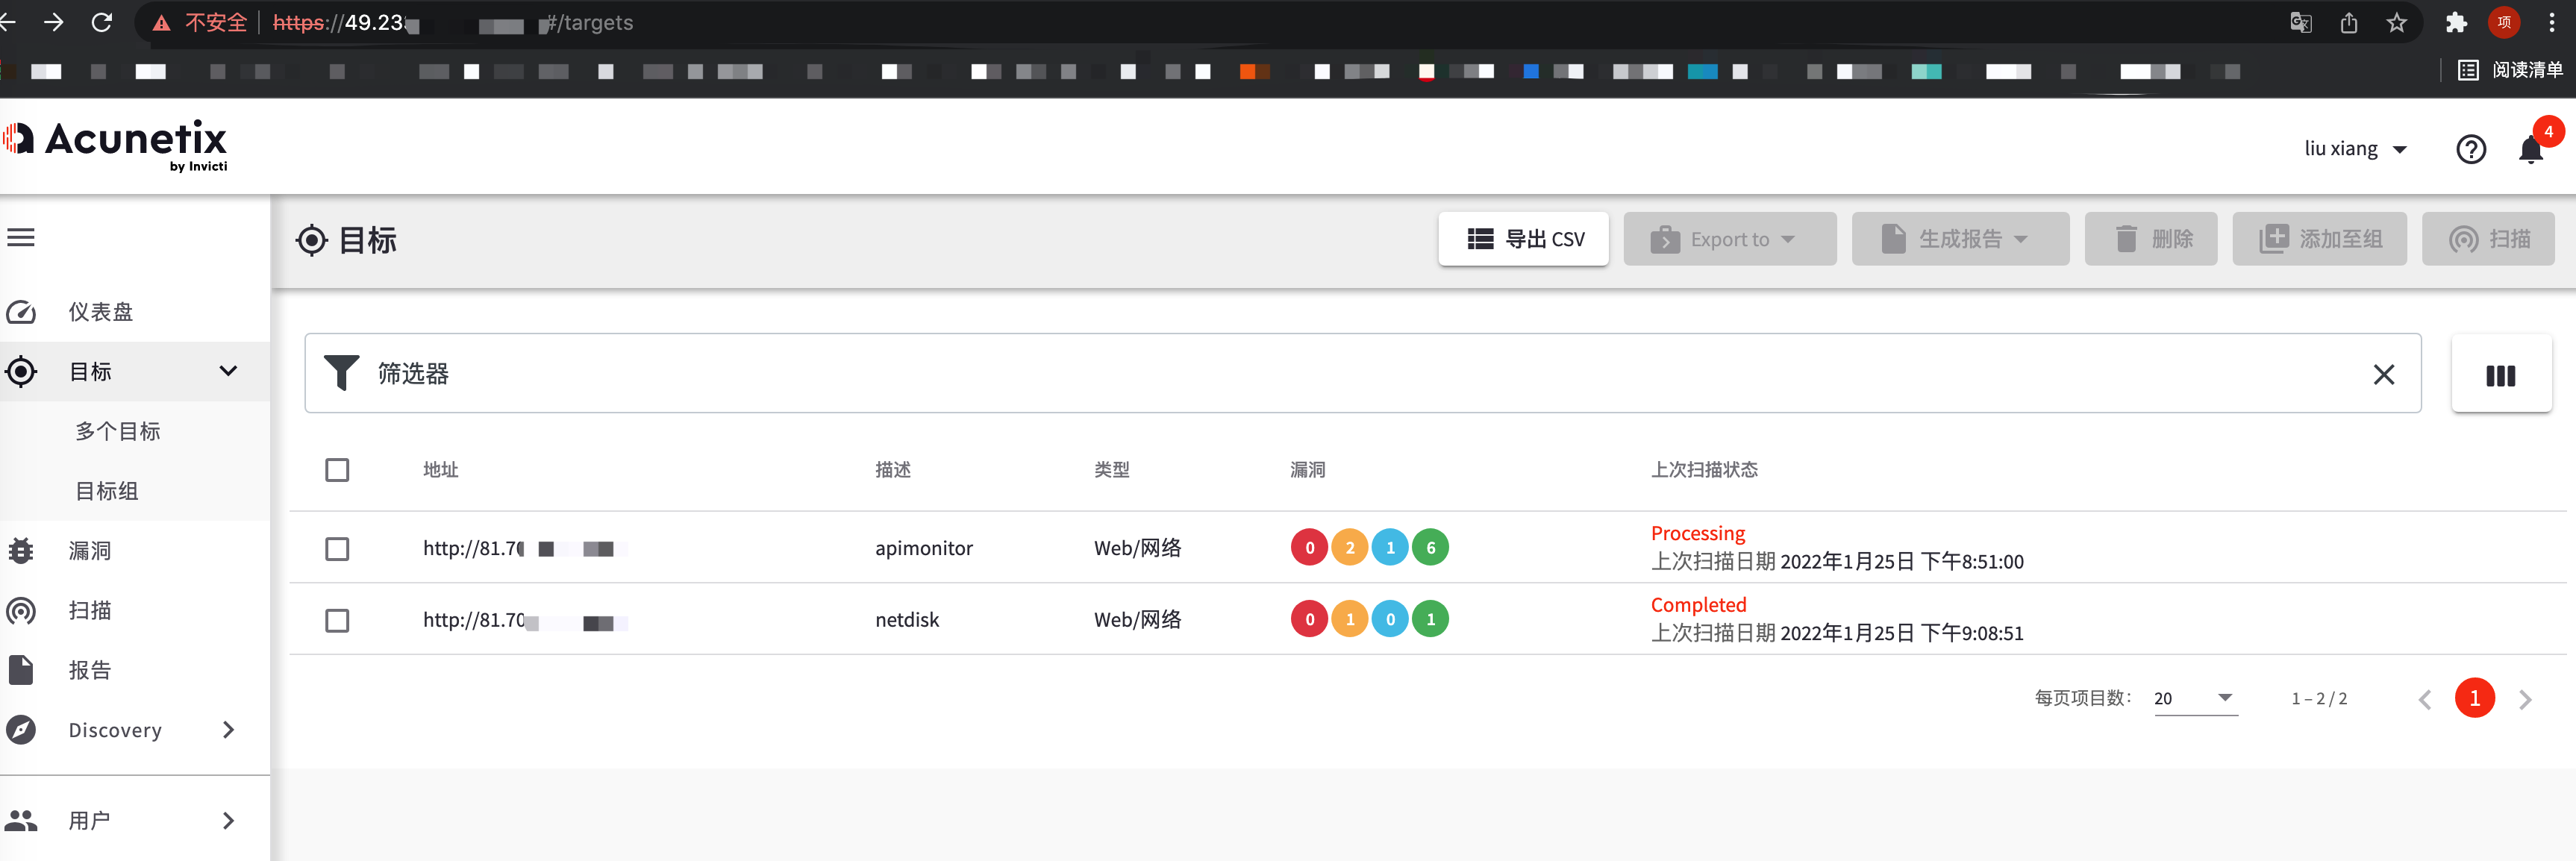 不安全 https://49.23 #/targets
阅读清单
Acunetix
by Invicti
liu xiang
4
目标
导出 CSV
Export to
生成报告
删除
添加至组
扫描
仪表盘
目标
多个目标
目标组
漏洞
扫描
报告
Discovery
用户
筛选器
地址 描述 类型 漏洞 上次扫描状态
http://81.70 apimonitor Web/网络 0 2 1 6 Processing
上次扫描日期 2022年1月25日 下午8:51:00
http://81.70 netdisk Web/网络 0 1 0 1 Completed
上次扫描日期 2022年1月25日 下午9:08:51
每页项目数: 20 1 – 2 / 2 1
项